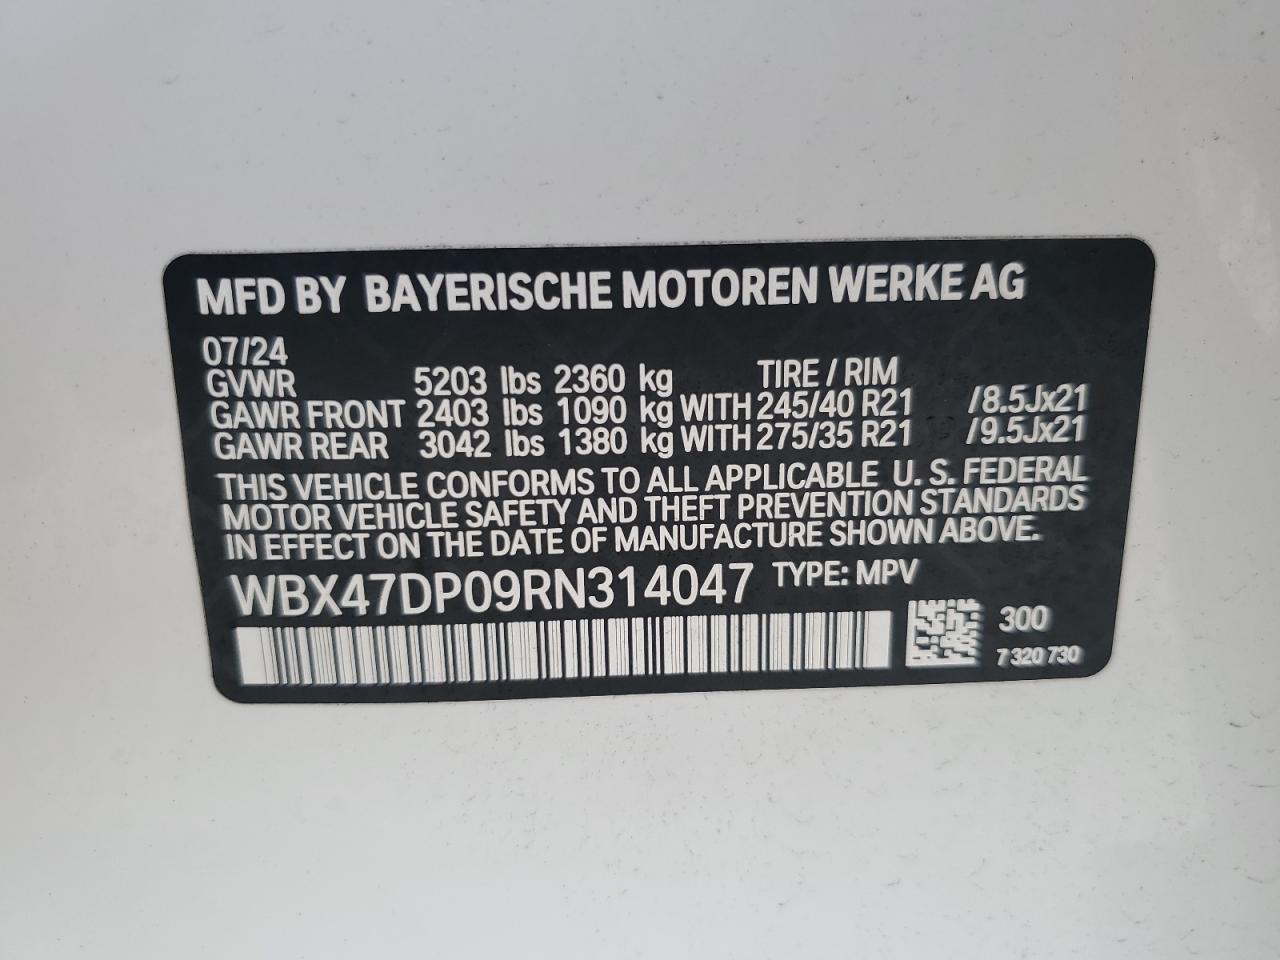 MFD BY BAYERISCHE MOTOREN WERKE AG
07/24
GVWR 5203 lbs 2360 kg TIRE / RIM
GAWR FRONT 2403 lbs 1090 kg WITH 245/40 R21 /8.5Jx21
GAWR REAR 3042 lbs 1380 kg WITH 275/35 R21 /9.5Jx21
THIS VEHICLE CONFORMS TO ALL APPLICABLE U. S. FEDERAL
MOTOR VEHICLE SAFETY AND THEFT PREVENTION STANDARDS
IN EFFECT ON THE DATE OF MANUFACTURE SHOWN ABOVE.
WBX47DP09RN314047 TYPE: MPV
300
7 320 730